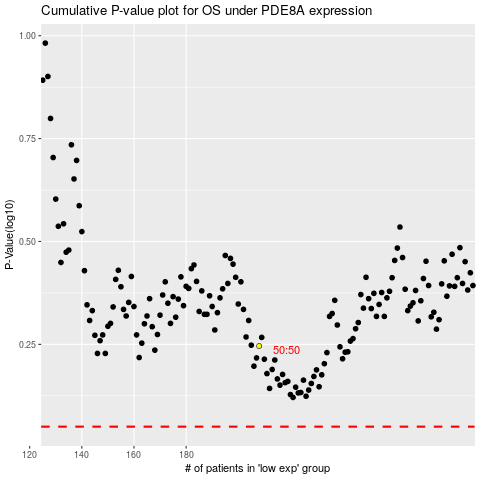 Cumulative P-value plot for OS under PDE8A expression
1.00
0.75
0.50
0.25
P-Value(log10)
50:50
120 140 160 180
# of patients in 'low exp' group